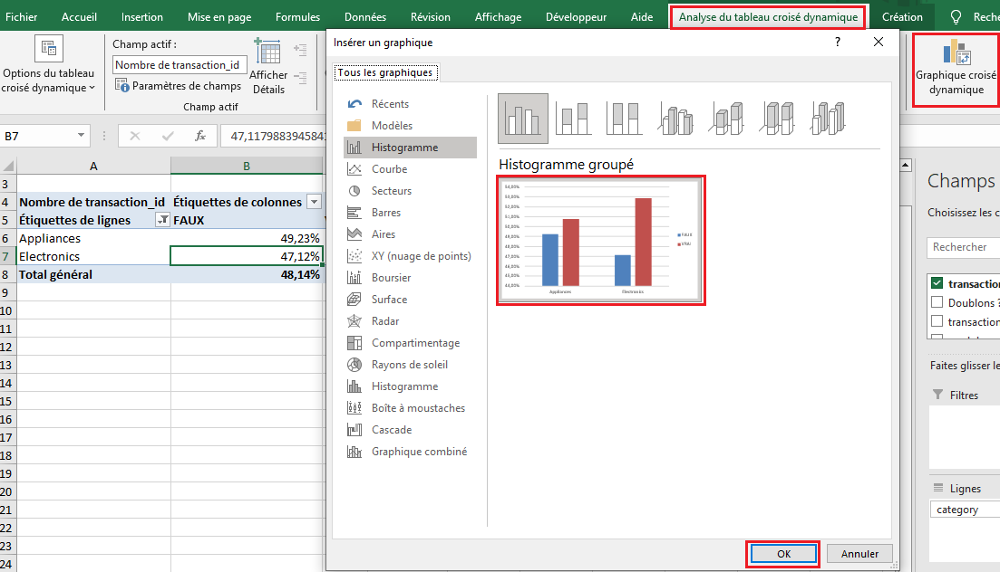 Fichier Accueil Insertion Mise en page Formules Données Révision Affichage Développeur Aide Analyse du tableau croisé dynamique Création
Options du tableau
croisé dynamique
Champ actif :
Nombre de transaction_id
Paramètres de champs
Afficher
Détails
Champ actif
Graphique croisé
dynamique
Insérer un graphique
?
Tous les graphiques
Récents
Modèles
Histogramme
Courbe
Secteurs
Barres
Aires
XY (nuage de points)
Boursier
Surface
Radar
Compartimentage
Rayons de soleil
Histogramme
Boîte à moustaches
Cascade
Graphique combiné
Histogramme groupé
54,00%
53,00%
52,00%
51,00%
50,00%
49,00%
48,00%
47,00%
46,00%
45,00%
44,00%
Appliances Electronics
FAUX
VRAI
OK Annuler
B7 fx 47,117988394584
A B
3
4 Nombre de transaction_id Étiquettes de colonnes
5 Étiquettes de lignes FAUX
6 Appliances 49,23%
7 Electronics 47,12%
8 Total général 48,14%
9
10
11
12
13
14
15
16
17
18
19
20
21
22
23
24
Champs
Choisissez les c
Rechercher
transaction
Doublons ?
transaction
Faites glisser le
Filtres
Lignes
category